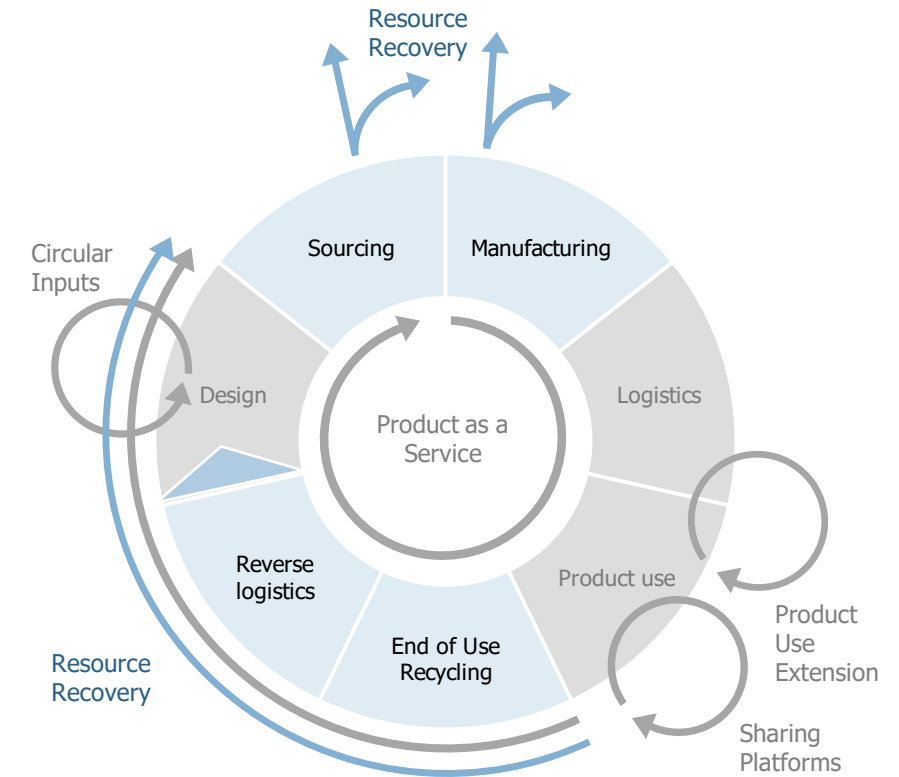 Resource
Recovery
Sourcing
Manufacturing
Circular
Inputs
Design
Logistics
Product as a
Service
Reverse
logistics
Product use
End of Use
Recycling
Product
Use
Extension
Resource
Recovery
Sharing
Platforms